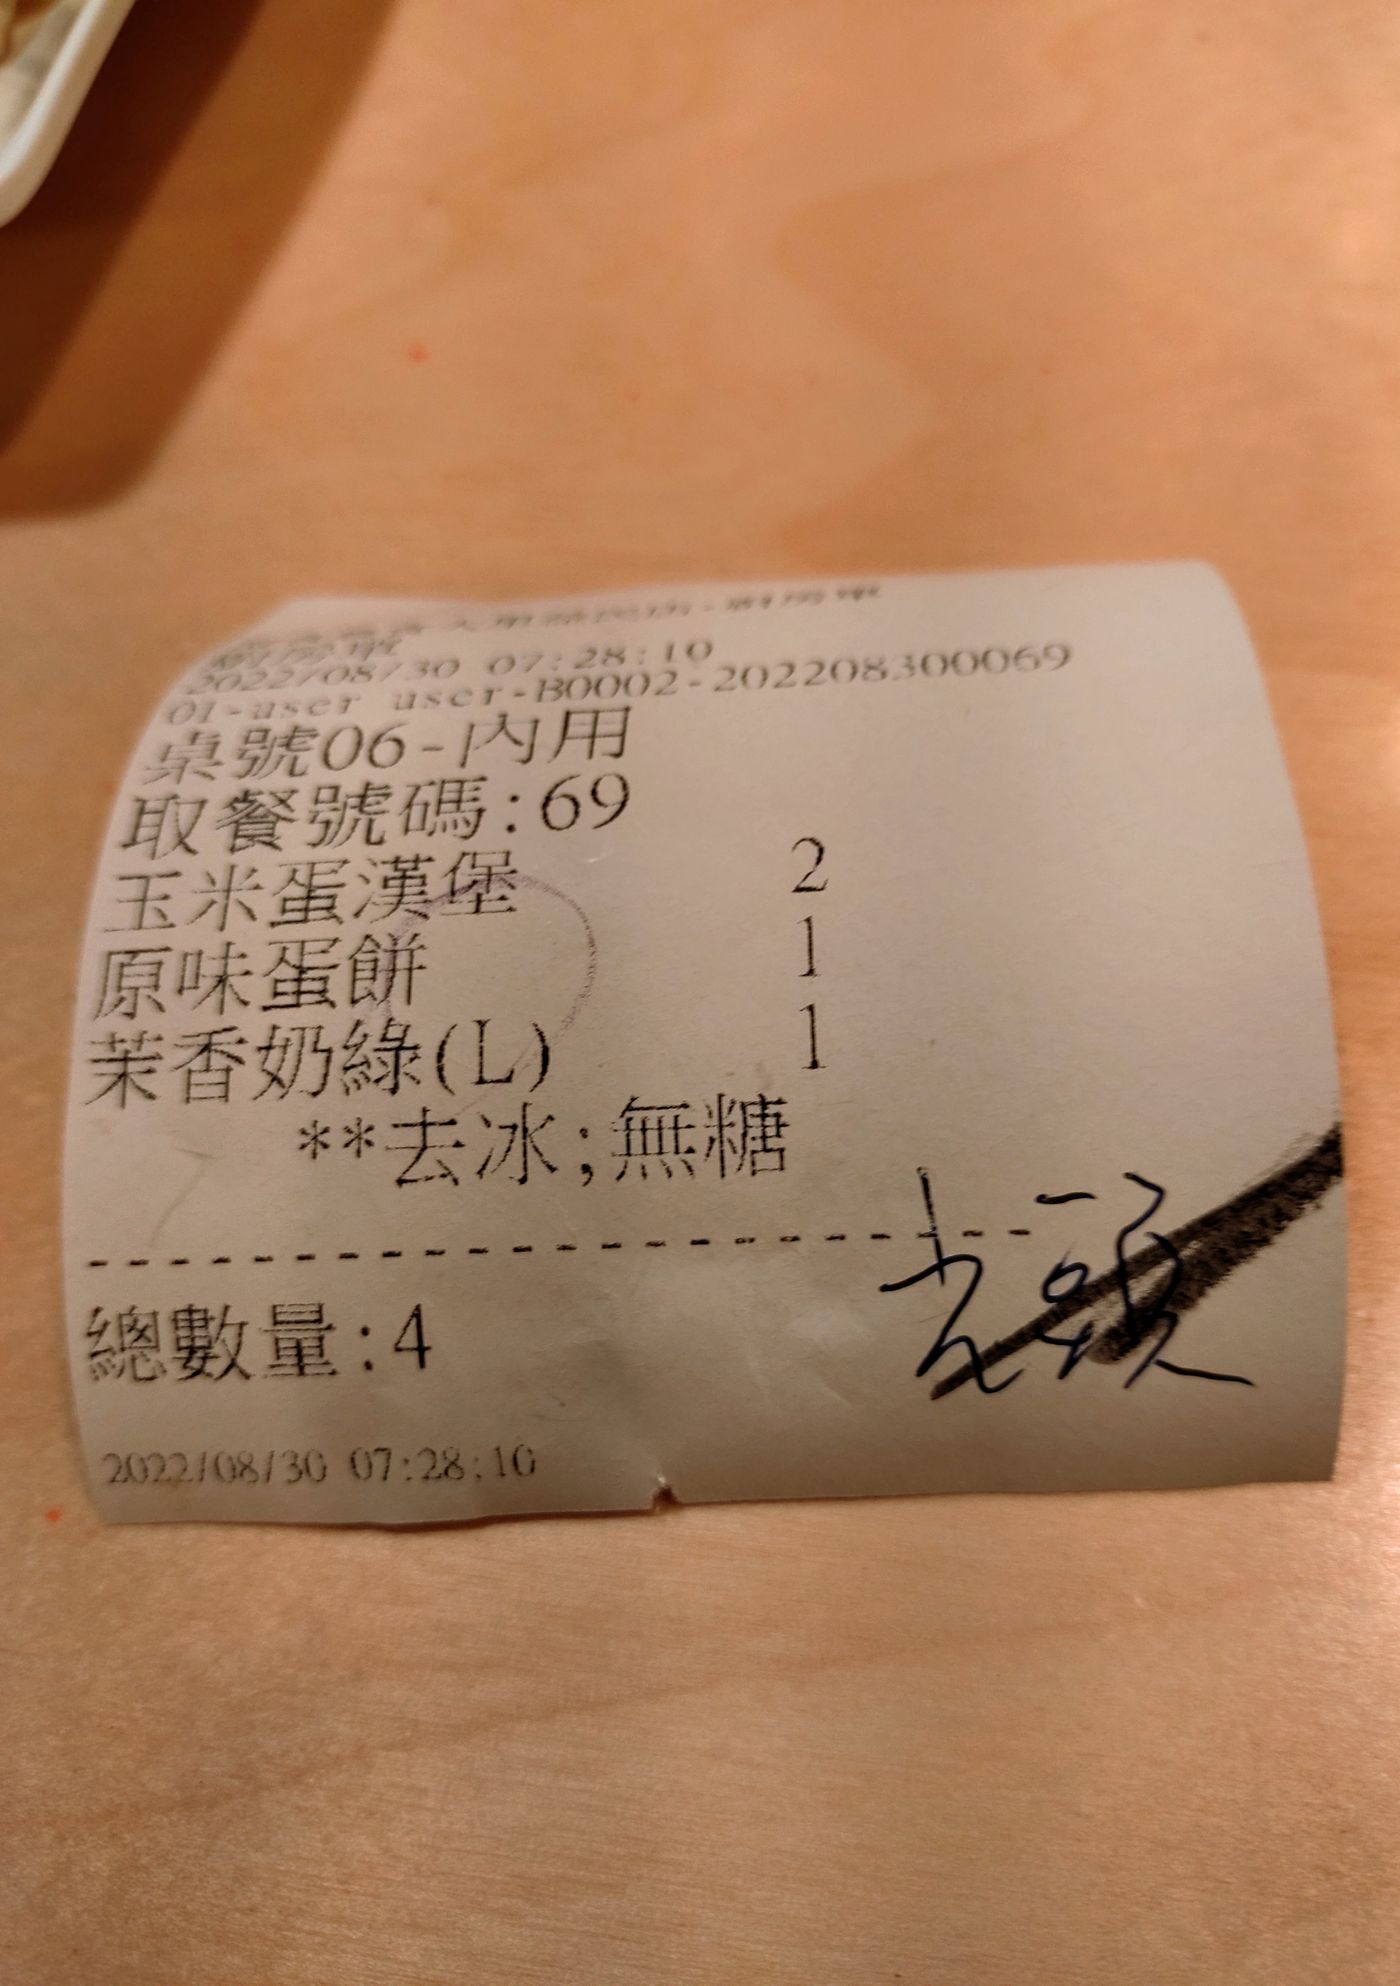 2022/08/30 07:28:10
01-user user-B0002-202208300069
桌號06-內用
取餐號碼:69
玉米蛋漢堡 2
原味蛋餅 1
茉香奶綠(L) 1
**去冰;無糖
總數量:4
2022/08/30 07:28:10